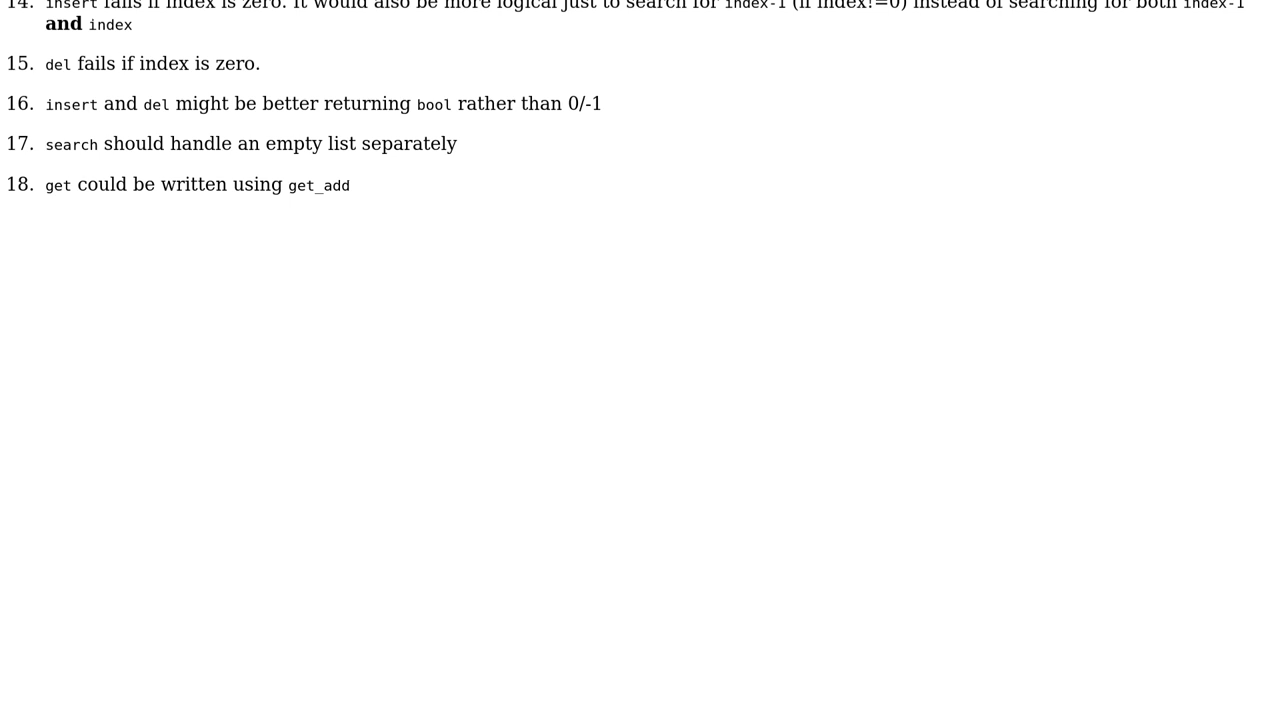 14. insert fails if index is zero. It would also be more logical just to search for index-1 (if index!=0) instead of searching for both index-1
and index
15. del fails if index is zero.
16. insert and del might be better returning bool rather than 0/-1
17. search should handle an empty list separately
18. get could be written using get_add